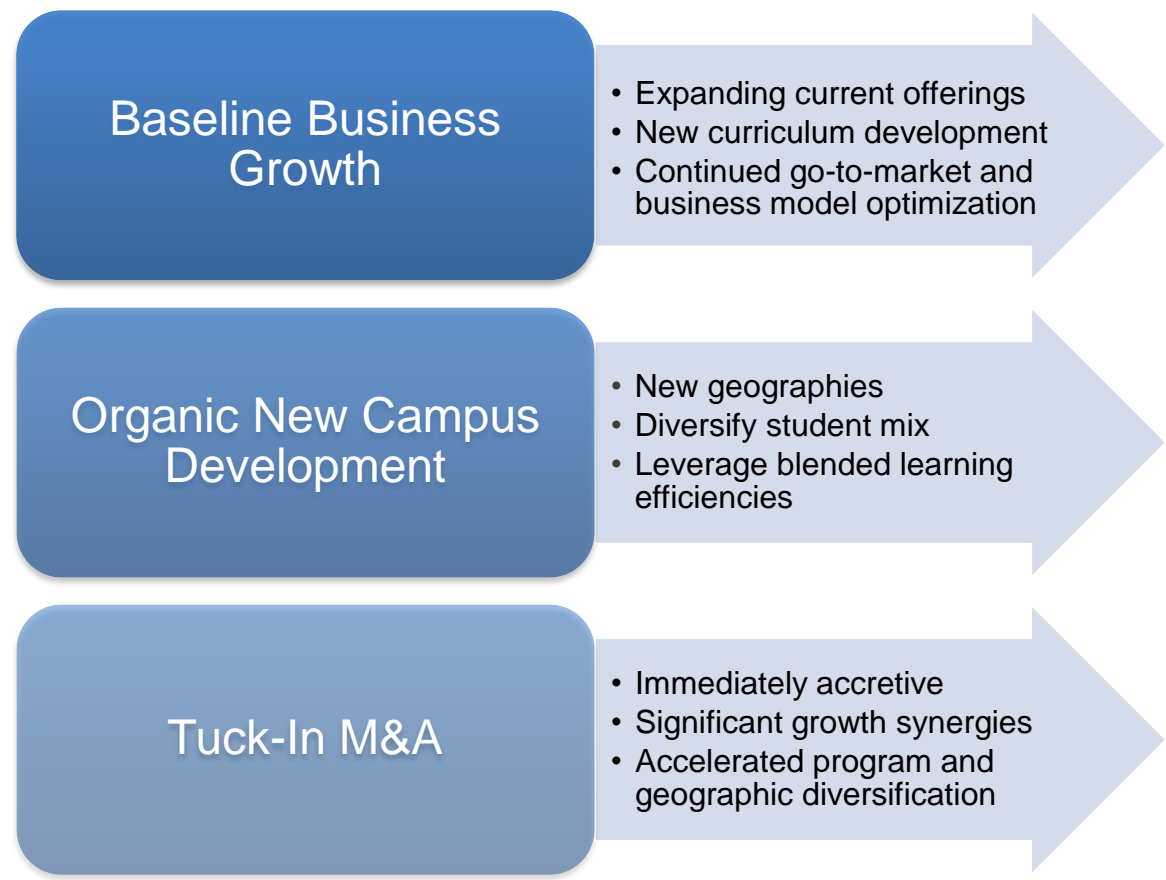 Baseline Business
Growth
• Expanding current offerings
• New curriculum development
• Continued go-to-market and
business model optimization
Organic New Campus
Development
• New geographies
• Diversify student mix
• Leverage blended learning
efficiencies
Tuck-In M&A
• Immediately accretive
• Significant growth synergies
• Accelerated program and
geographic diversification